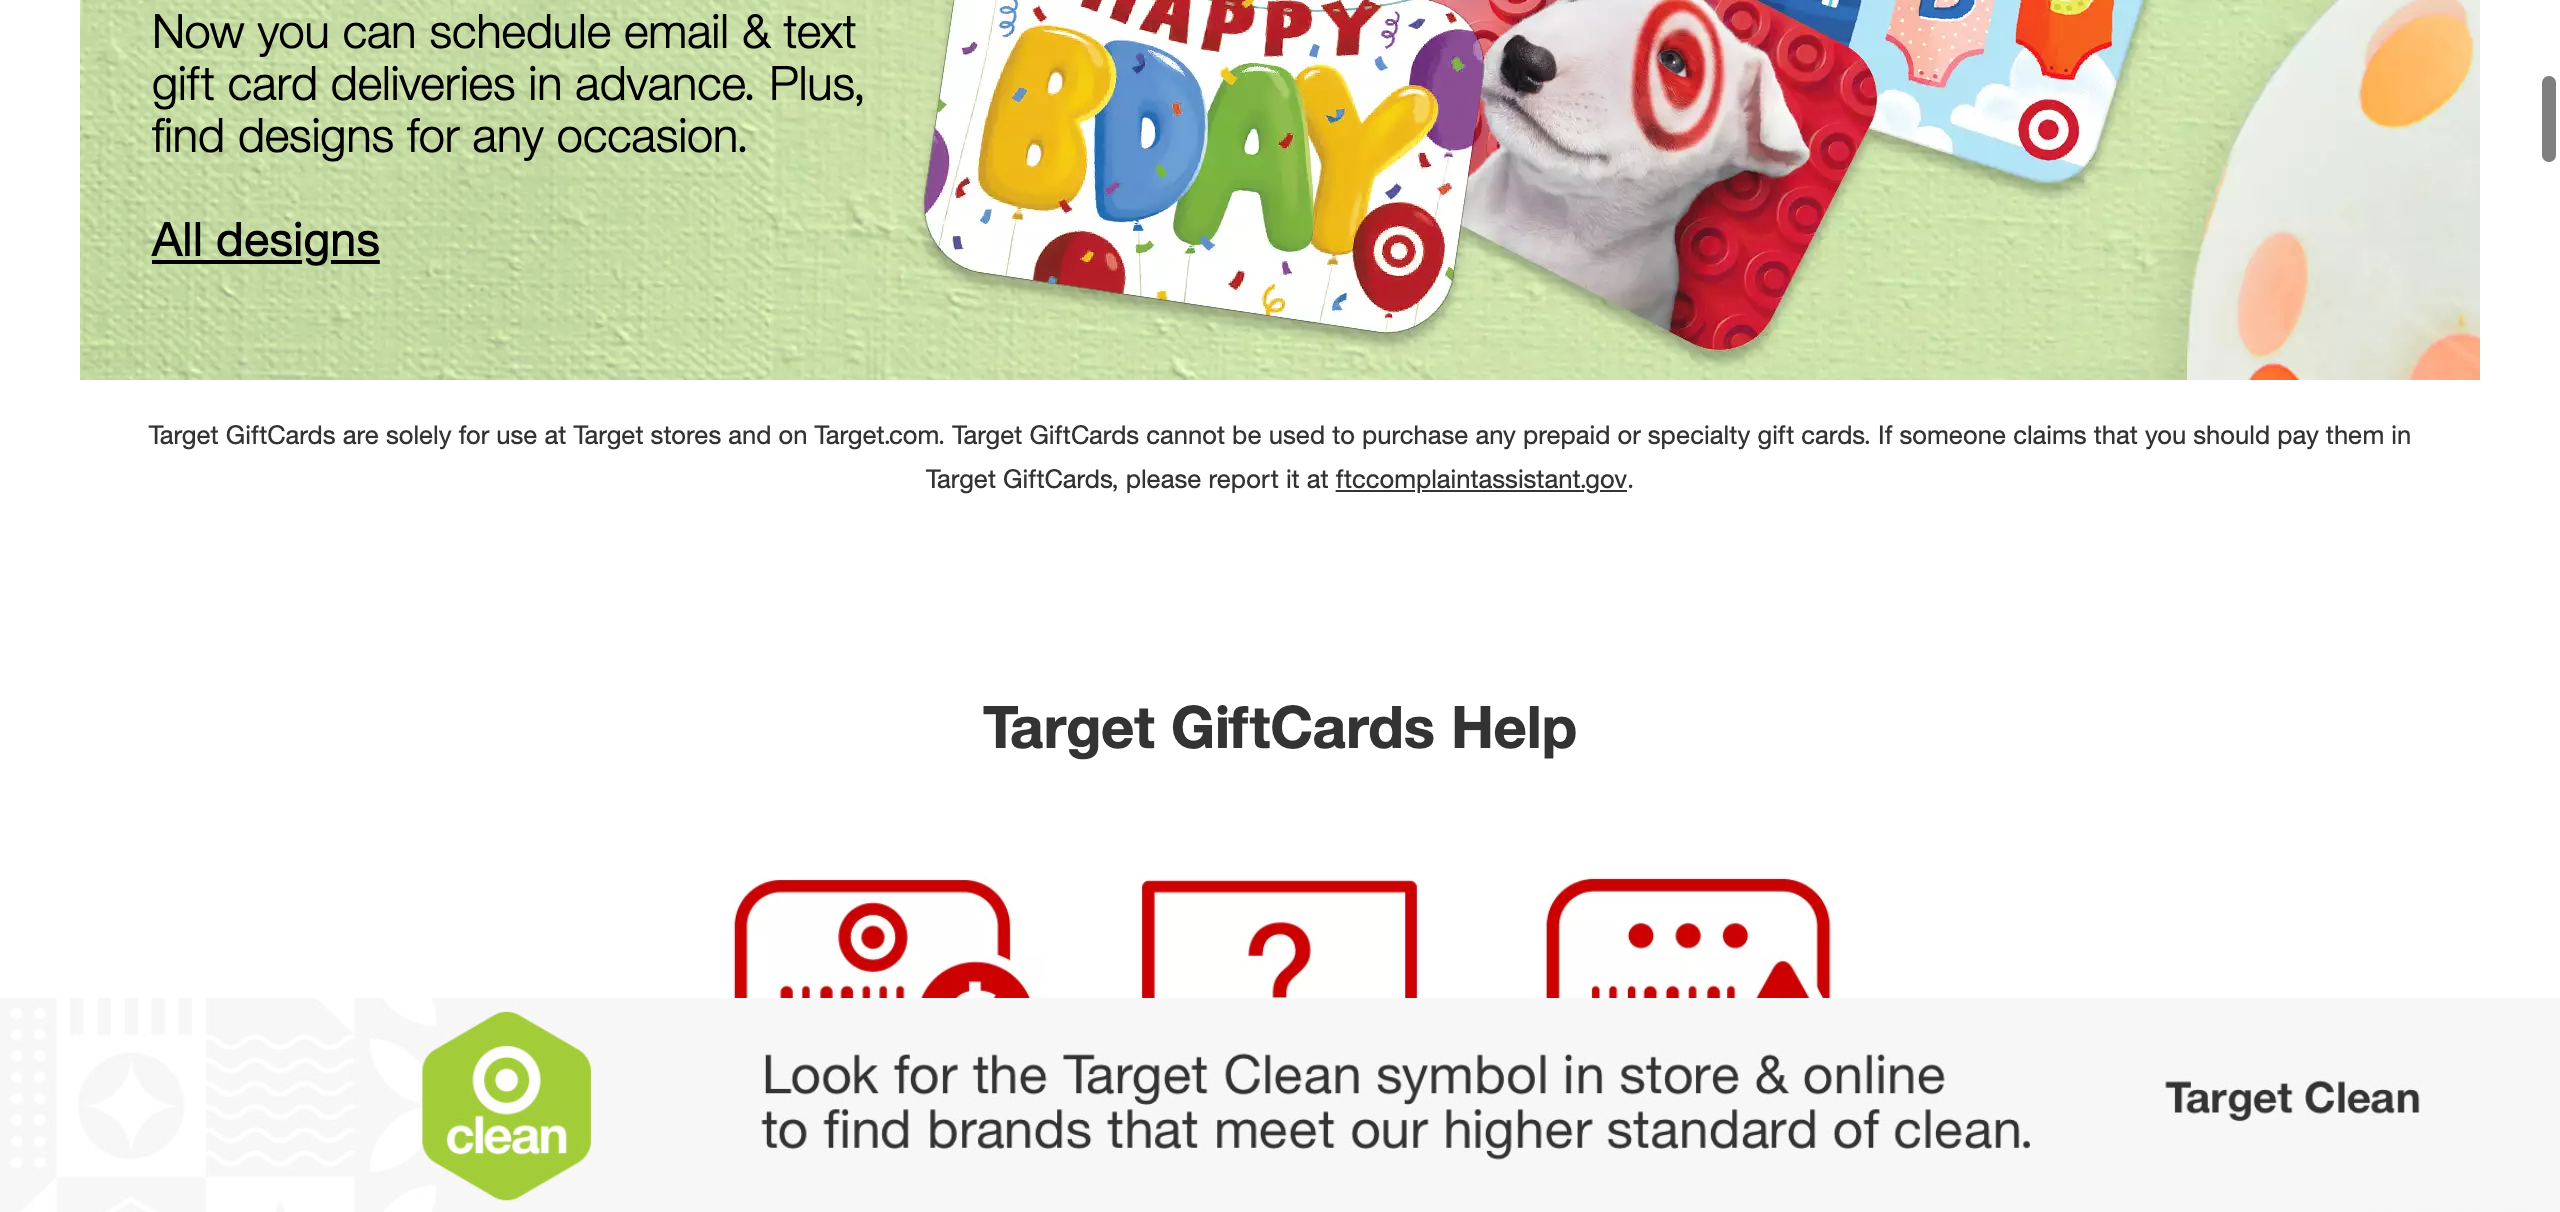 Now you can schedule email & text
gift card deliveries in advance. Plus,
find designs for any occasion.
All designs
HAPPY
BDAY
Target GiftCards are solely for use at Target stores and on Target.com. Target GiftCards cannot be used to purchase any prepaid or specialty gift cards. If someone claims that you should pay them in
Target GiftCards, please report it at ftccomplaintassistant.gov.
Target GiftCards Help
?
clean
Look for the Target Clean symbol in store & online
to find brands that meet our higher standard of clean.
Target Clean